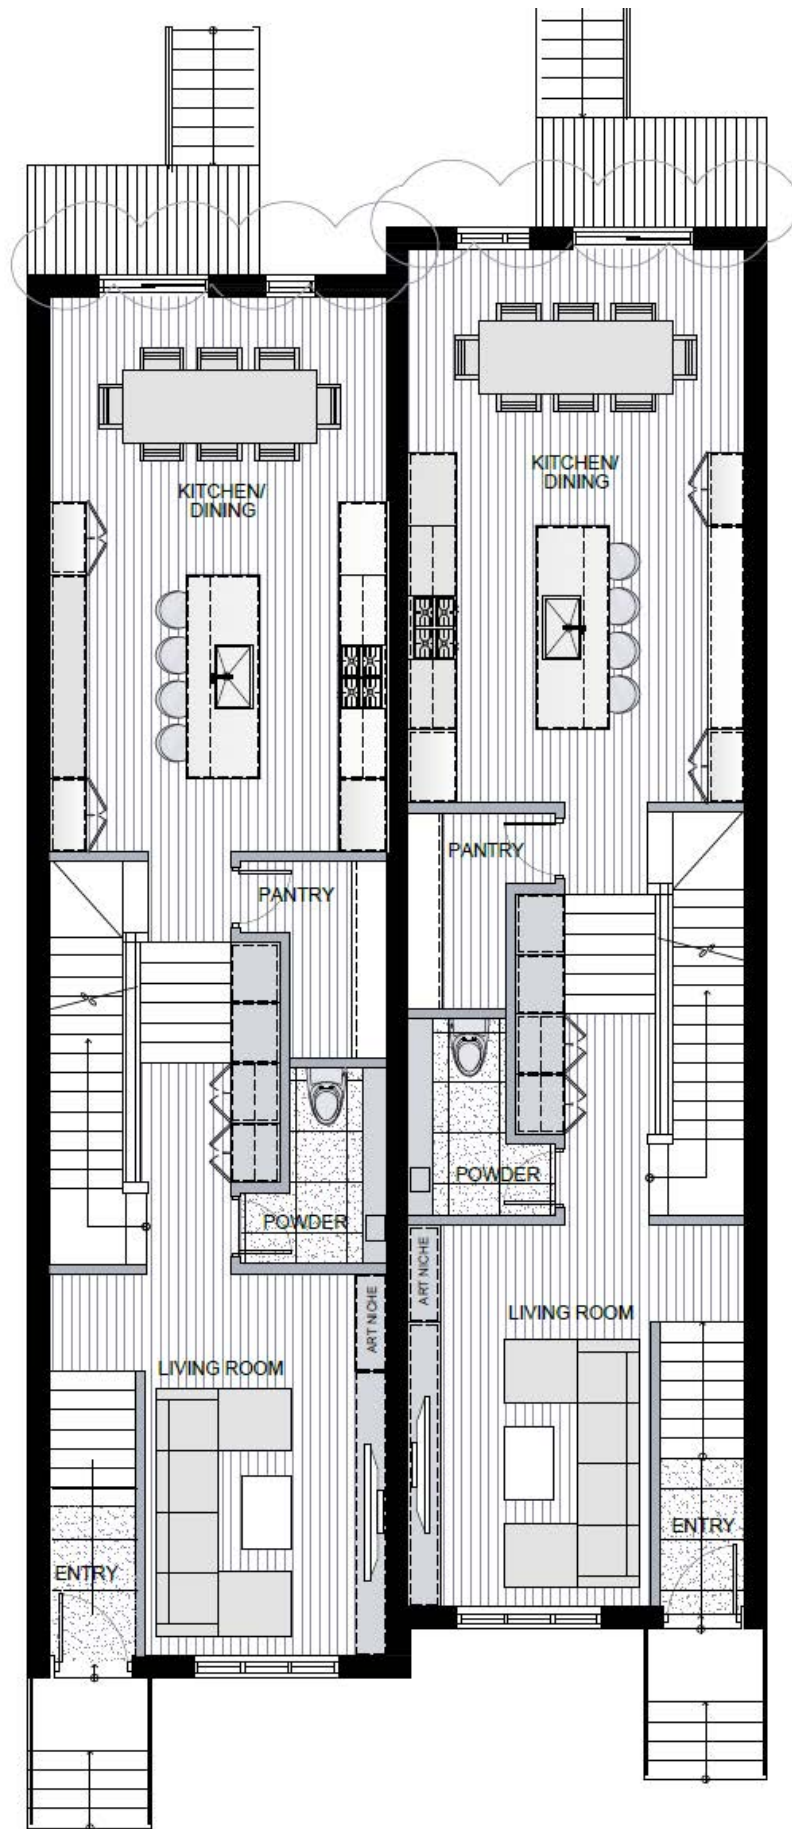 KITCHEN/
DINING
PANTRY
POWDER
ART NICHE
LIVING ROOM
ENTRY
KITCHEN/
DINING
PANTRY
POWDER
ART NICHE
LIVING ROOM
ENTRY